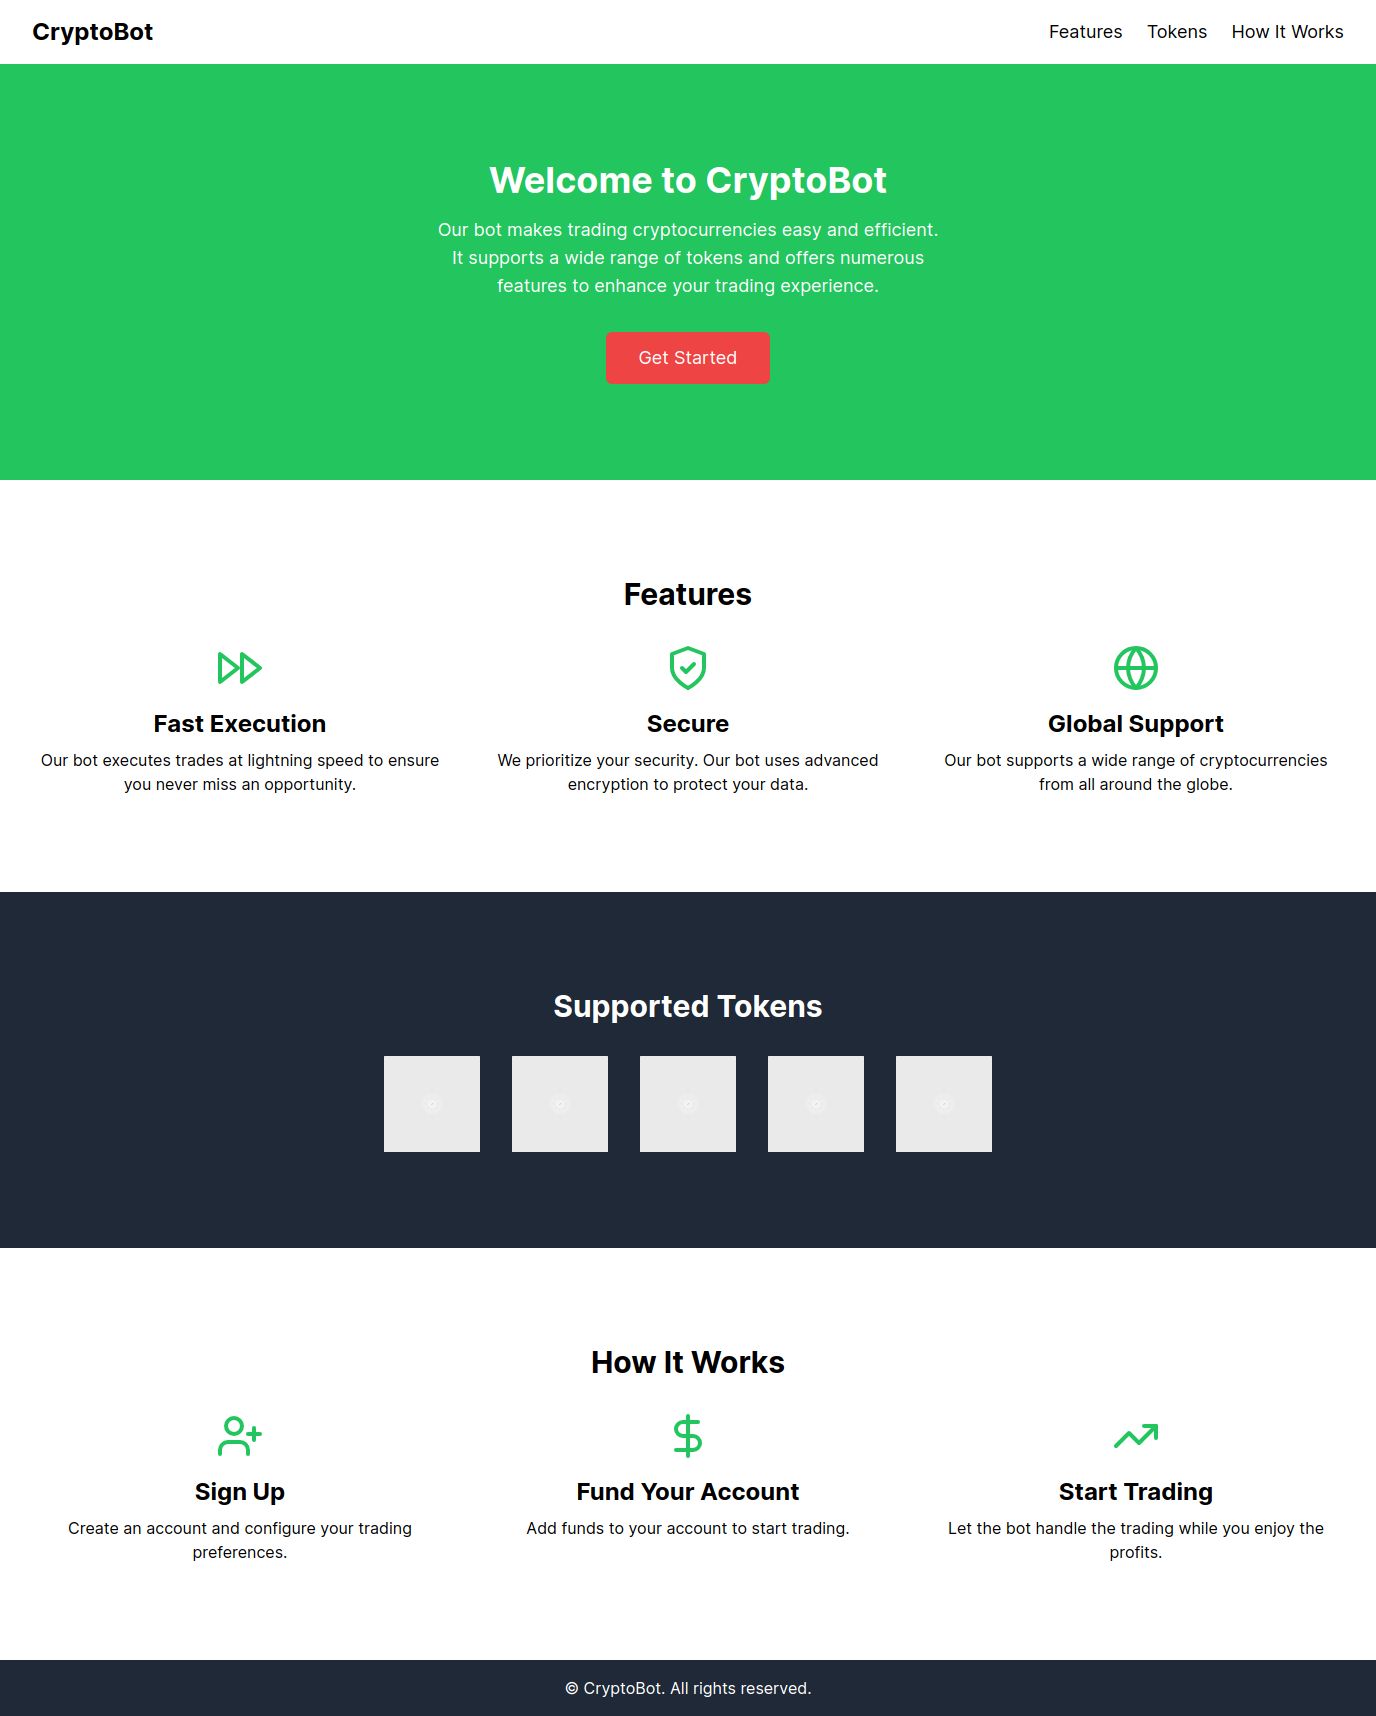 CryptoBot
Features Tokens How It Works
Welcome to CryptoBot
Our bot makes trading cryptocurrencies easy and efficient.
It supports a wide range of tokens and offers numerous
features to enhance your trading experience.
Get Started
Features
Fast Execution
Our bot executes trades at lightning speed to ensure
you never miss an opportunity.
Secure
We prioritize your security. Our bot uses advanced
encryption to protect your data.
Global Support
Our bot supports a wide range of cryptocurrencies
from all around the globe.
Supported Tokens
How It Works
Sign Up
Create an account and configure your trading
preferences.
Fund Your Account
Add funds to your account to start trading.
Start Trading
Let the bot handle the trading while you enjoy the
profits.
© CryptoBot. All rights reserved.